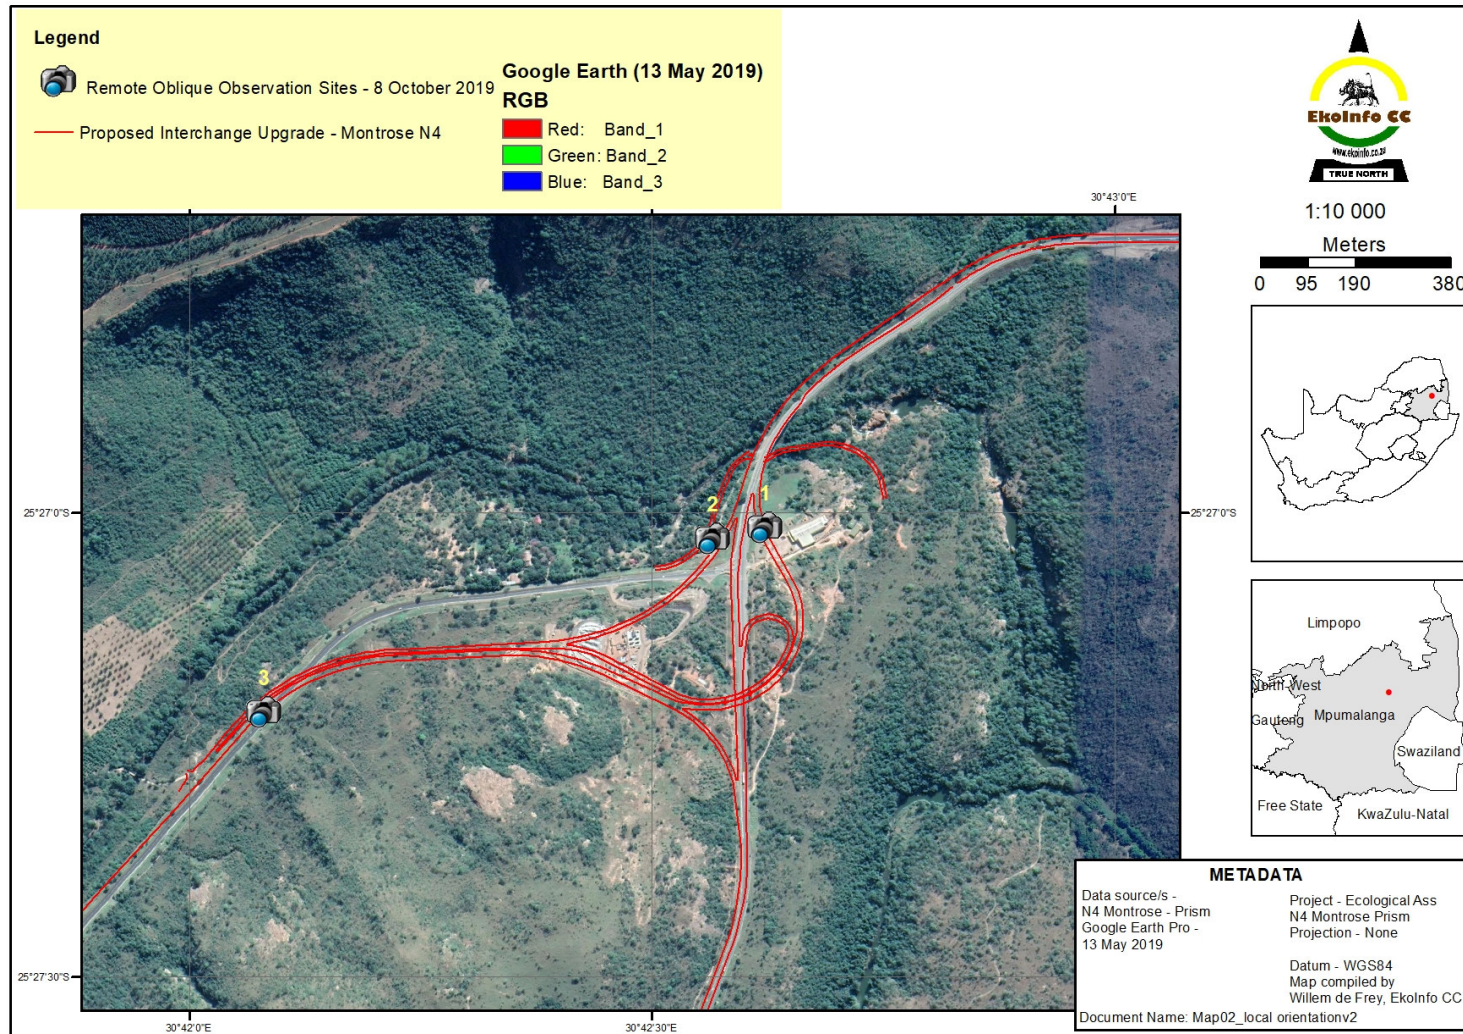 Legend
Remote Oblique Observation Sites - 8 October 2019
Proposed Interchange Upgrade - Montrose N4
Google Earth (13 May 2019)
RGB
Red: Band_1
Green: Band_2
Blue: Band_3
EkoInfo CC
www.ekoinfo.co.za
TRUE NORTH
1:10 000
Meters
0 95 190 380
30°43'0"E
25°27'0"S
25°27'0"S
2
1
3
25°27'30"S
30°42'0"E
30°42'30"E
Limpopo
North-West
Gauteng
Mpumalanga
Swaziland
Free State
KwaZulu-Natal
METADATA
Data source/s -
N4 Montrose - Prism
Google Earth Pro -
13 May 2019
Project - Ecological Ass
N4 Montrose Prism
Projection - None
Datum - WGS84
Map compiled by
Willem de Frey, EkoInfo CC
Document Name: Map02_local orientationv2